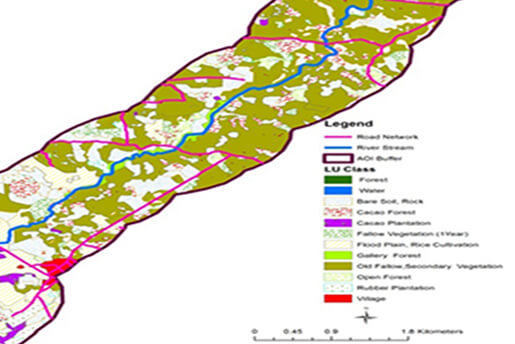 Legend
Road Network
River Stream
AOI Buffer
LU Class
Forest
Water
Bare Soil, Rock
Cacao Forest
Cacao Plantation
Fallow Vegetation (1Year)
Flood Plain, Rice Cultivation
Gallery Forest
Old Fallow,Secondary Vegetation
Open Forest
Rubber Plantation
Village
N
0 0.45 0.9 1.8 Kilometers